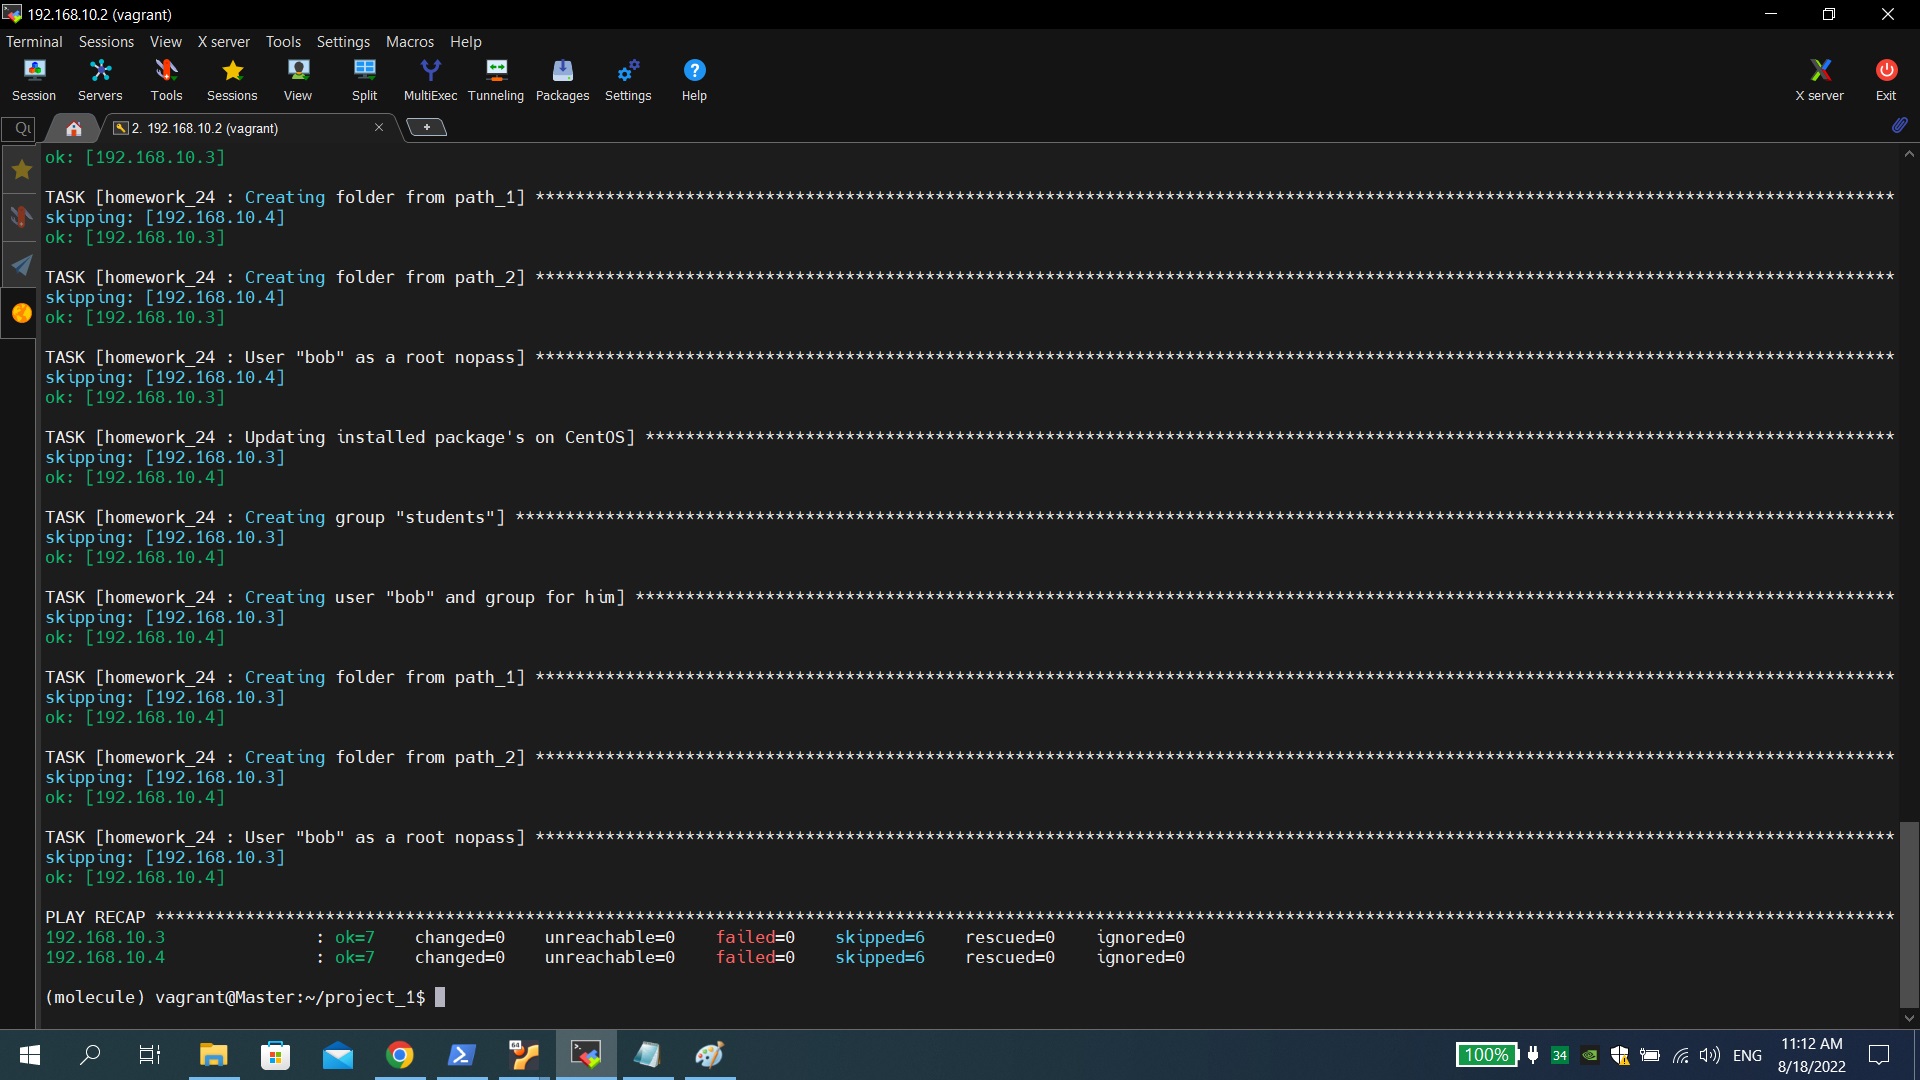 192.168.10.2 (vagrant)
Terminal Sessions View X server Tools Settings Macros Help
Session Servers Tools Sessions View Split MultiExec Tunneling Packages Settings Help X server Exit
2. 192.168.10.2 (vagrant)
ok: [192.168.10.3]
TASK [homework_24 : Creating folder from path_1] ****************************************************************************************************************************************
skipping: [192.168.10.4]
ok: [192.168.10.3]
TASK [homework_24 : Creating folder from path_2] ****************************************************************************************************************************************
skipping: [192.168.10.4]
ok: [192.168.10.3]
TASK [homework_24 : User "bob" as a root nopass] ****************************************************************************************************************************************
skipping: [192.168.10.4]
ok: [192.168.10.3]
TASK [homework_24 : Updating installed package's on CentOS] *****************************************************************************************************************************
skipping: [192.168.10.3]
ok: [192.168.10.4]
TASK [homework_24 : Creating group "students"] ******************************************************************************************************************************************
skipping: [192.168.10.3]
ok: [192.168.10.4]
TASK [homework_24 : Creating user "bob" and group for him] ******************************************************************************************************************************
skipping: [192.168.10.3]
ok: [192.168.10.4]
TASK [homework_24 : Creating folder from path_1] ****************************************************************************************************************************************
skipping: [192.168.10.3]
ok: [192.168.10.4]
TASK [homework_24 : Creating folder from path_2] ****************************************************************************************************************************************
skipping: [192.168.10.3]
ok: [192.168.10.4]
TASK [homework_24 : User "bob" as a root nopass] ****************************************************************************************************************************************
skipping: [192.168.10.3]
ok: [192.168.10.4]
PLAY RECAP ******************************************************************************************************************************************************************************
192.168.10.3 : ok=7 changed=0 unreachable=0 failed=0 skipped=6 rescued=0 ignored=0
192.168.10.4 : ok=7 changed=0 unreachable=0 failed=0 skipped=6 rescued=0 ignored=0
(molecule) vagrant@Master:~/project_1$
64
100% 34 ENG 11:12 AM
8/18/2022